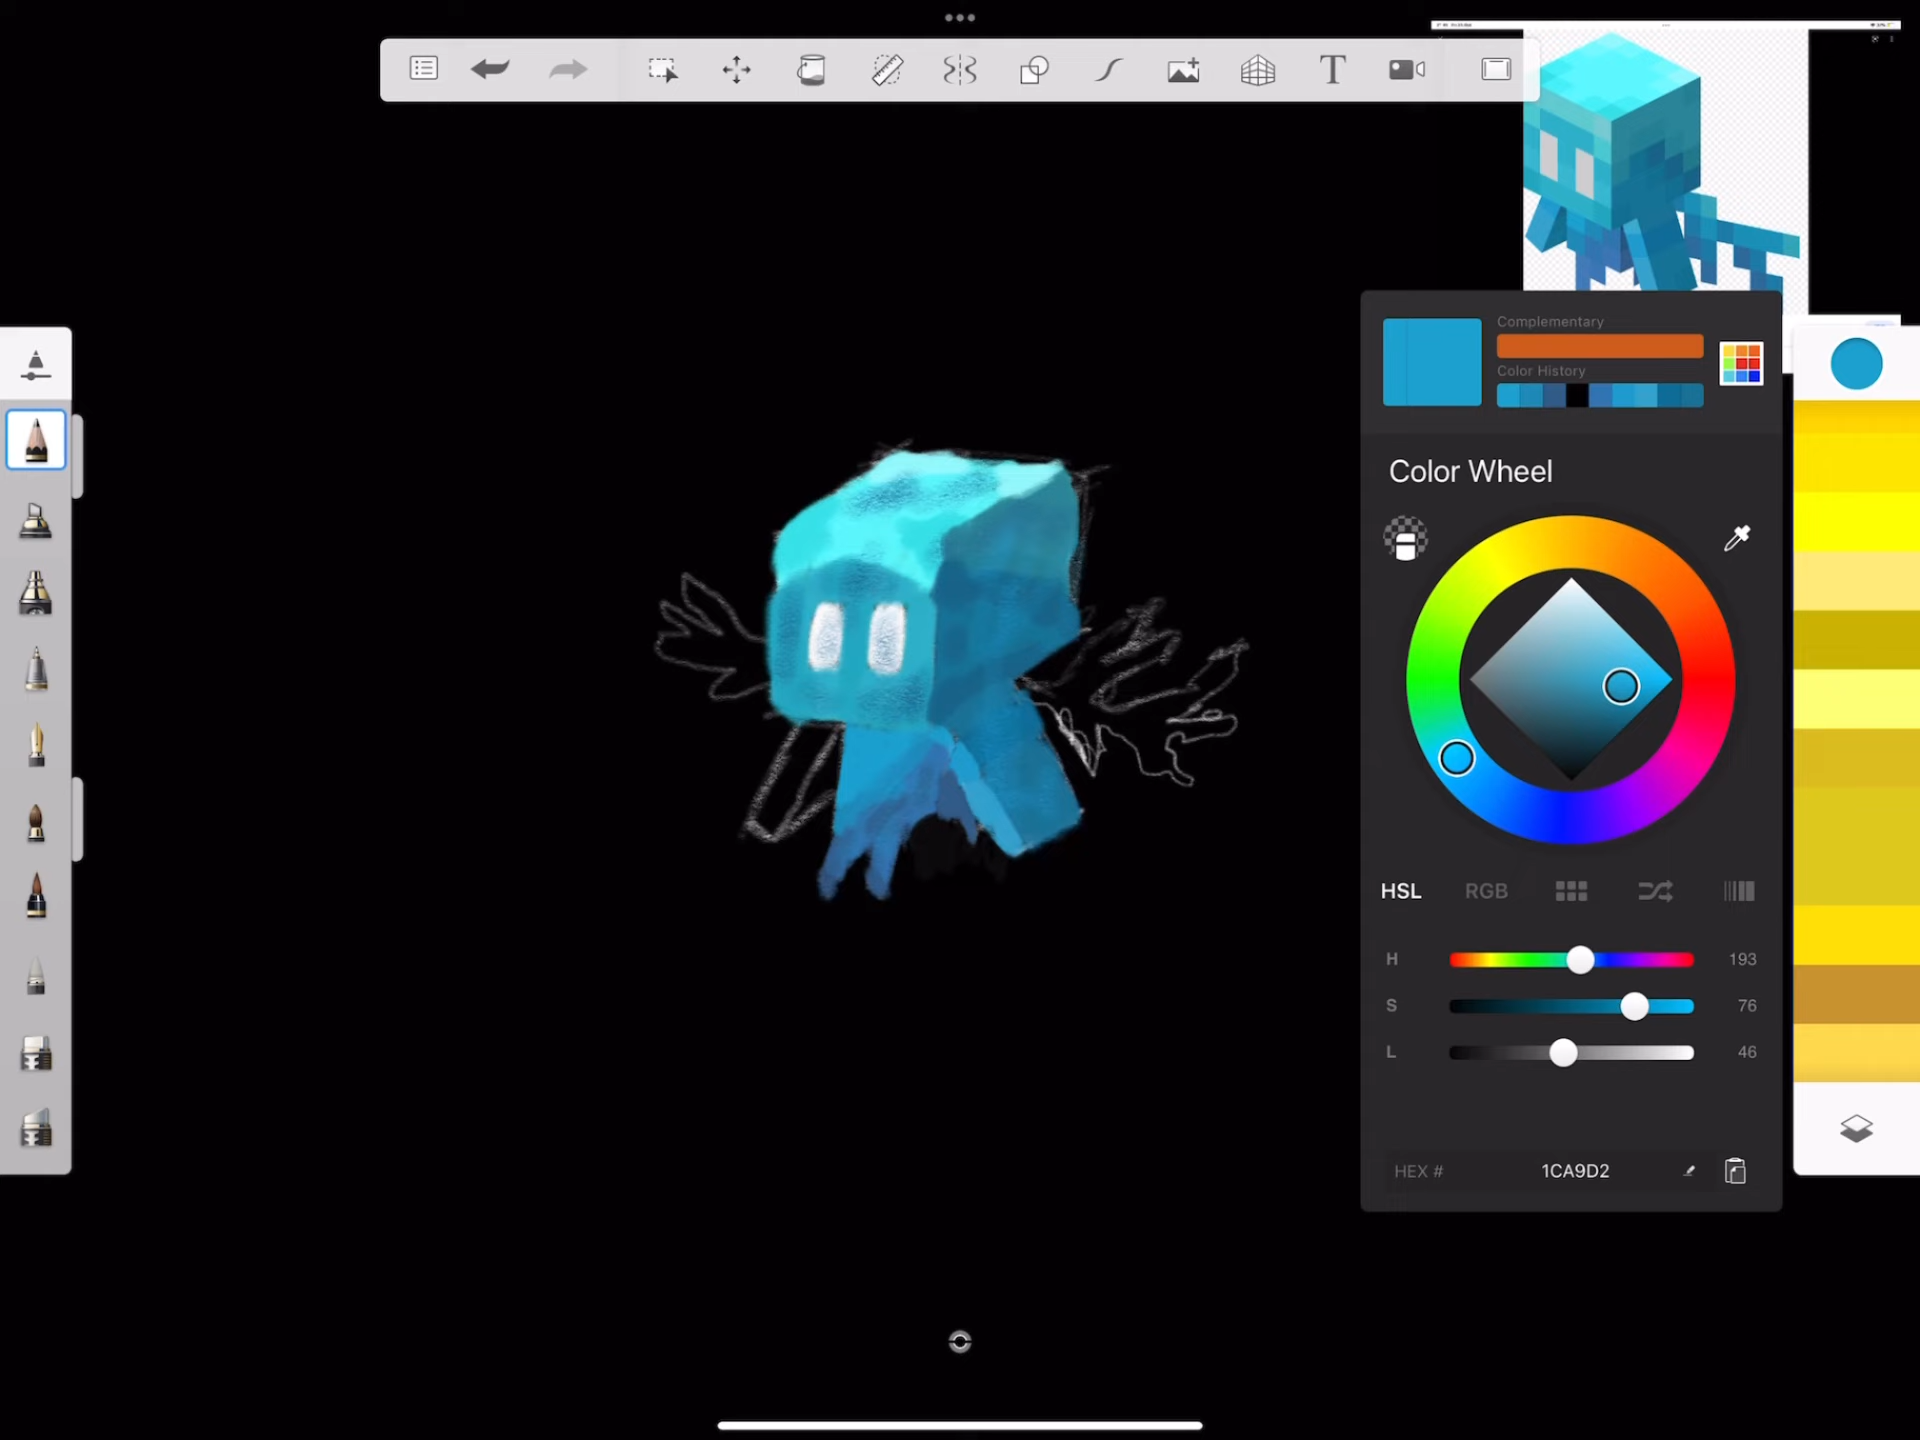 T
Complementary
Color History
Color Wheel
HSL RGB
H 193
S 76
L 46
HEX # 1CA9D2